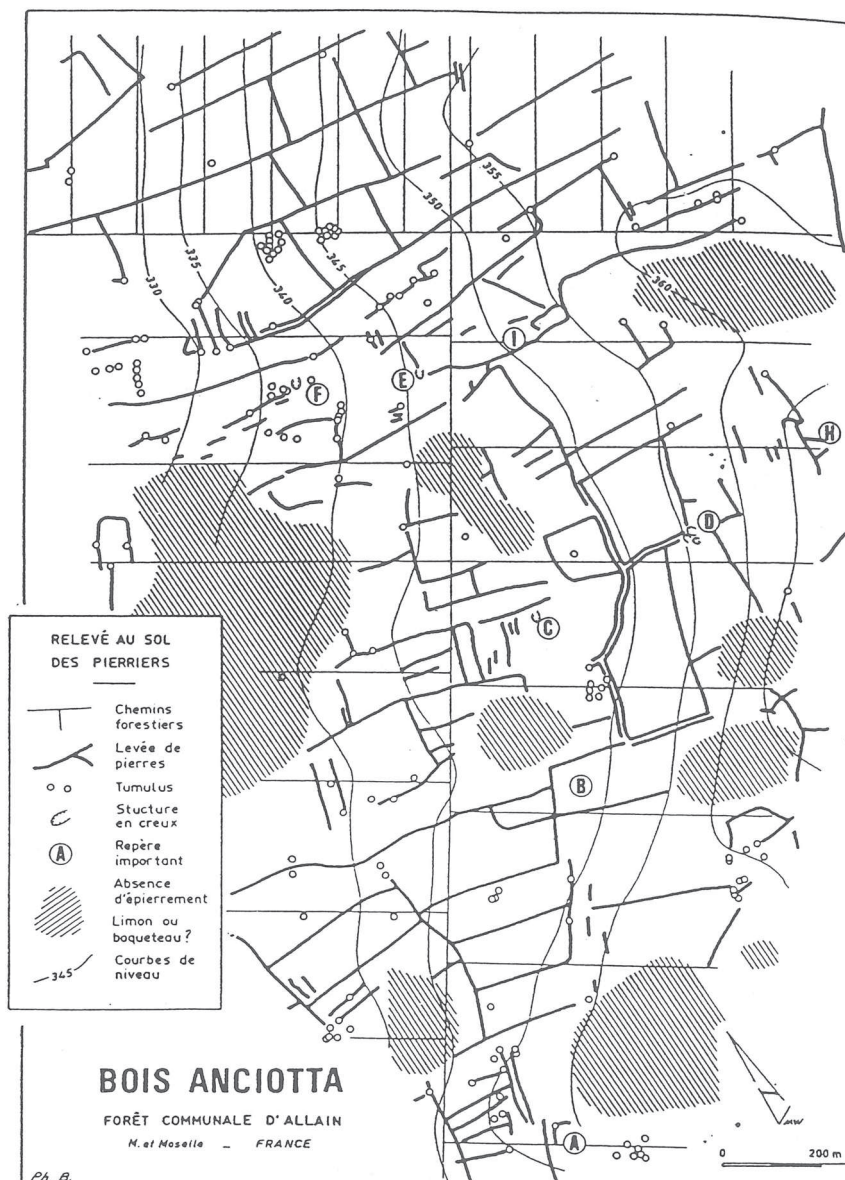 330
335
340
345
350
355
360
I
E
F
H
D
C
B
A
RELEVÉ AU SOL
DES PIERRIERS
Chemins
forestiers
Levée de
pierres
Tumulus
Stucture
en creux
A
Repère
important
Absence
d'épierrement
Limon ou
boqueteau?
345
Courbes de
niveau
BOIS ANCIOTTA
FORÊT COMMUNALE D'ALLAIN
M. et Moselle _ FRANCE
Ph. B.
0 200 m